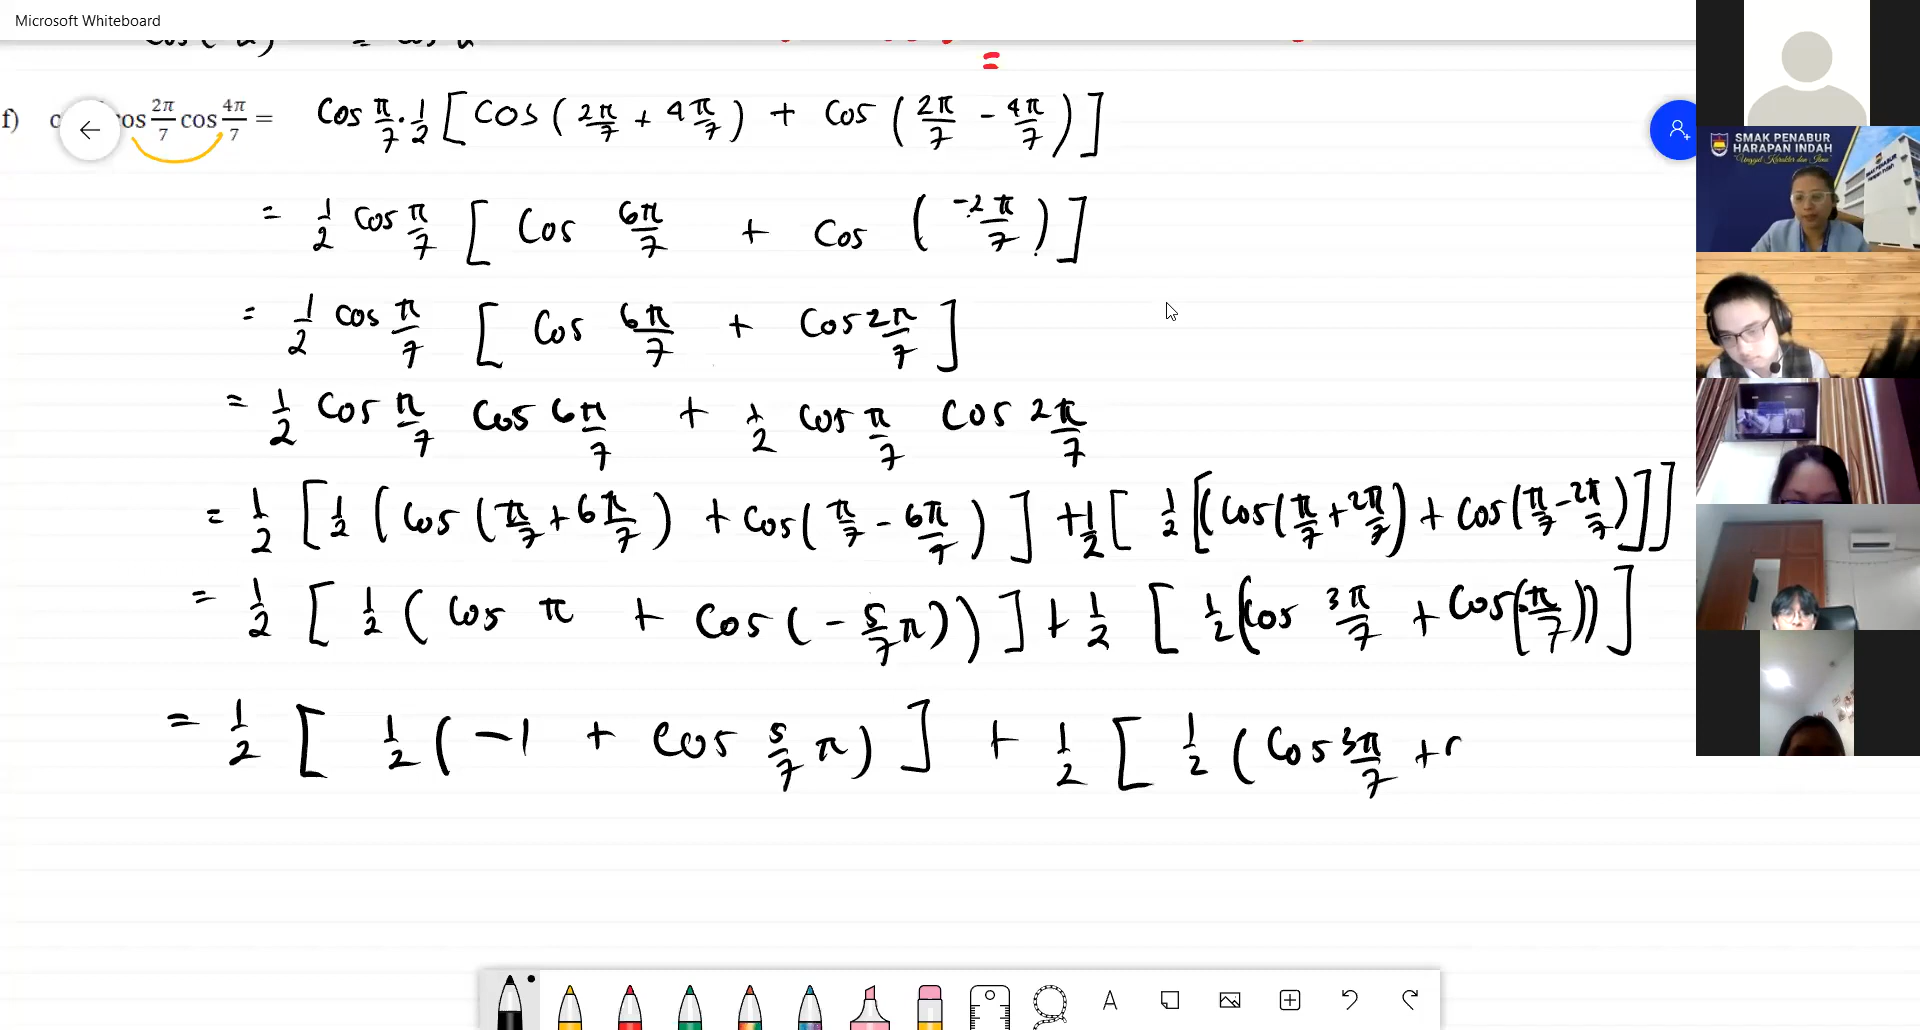 Microsoft Whiteboard
f) cos 2π/7 cos 4π/7 = Cos π/7 . 1/2 [ COS ( 2π/7 + 4π/7 ) + Cos ( 2π/7 - 4π/7 ) ]
= 1/2 Cos π/7 [ Cos 6π/7 + Cos ( -2π/7 ) ]
= 1/2 cos π/7 [ Cos 6π/7 + Cos 2π/7 ]
= 1/2 Cos π/7 Cos 6π/7 + 1/2 Cos π/7 Cos 2π/7
= 1/2 [ 1/2 ( Cos ( π/7 + 6π/7 ) + Cos ( π/7 - 6π/7 ) ] + 1/2 [ 1/2 [ ( Cos ( π/7 + 2π/7 ) + Cos ( π/7 - 2π/7 ) ] ]
= 1/2 [ 1/2 ( Cos π + Cos ( - 5/7 π ) ) ] + 1/2 [ 1/2 ( Cos 3π/7 + Cos ( -π/7 ) ) ]
= 1/2 [ 1/2 ( -1 + Cos 5/7 π ) ] + 1/2 [ 1/2 ( Cos 3π/7 +
SMAK PENABUR
HARAPAN INDAH
"Unggul Karakter dan Ilmu"